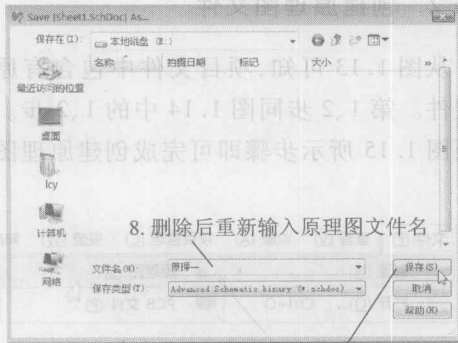 Save [Sheet1.SchDoc] As...
保存在(I):
本地磁盘 (E:)
名称
拍摄日期
标记
大小
»
最近访问的位置
桌面
lcy
计算机
网络
8. 删除后重新输入原理图文件名
文件名(N):
原理一
保存(S)
保存类型(T):
Advanced Schematic binary (*.schdoc)
取消
帮助(H)